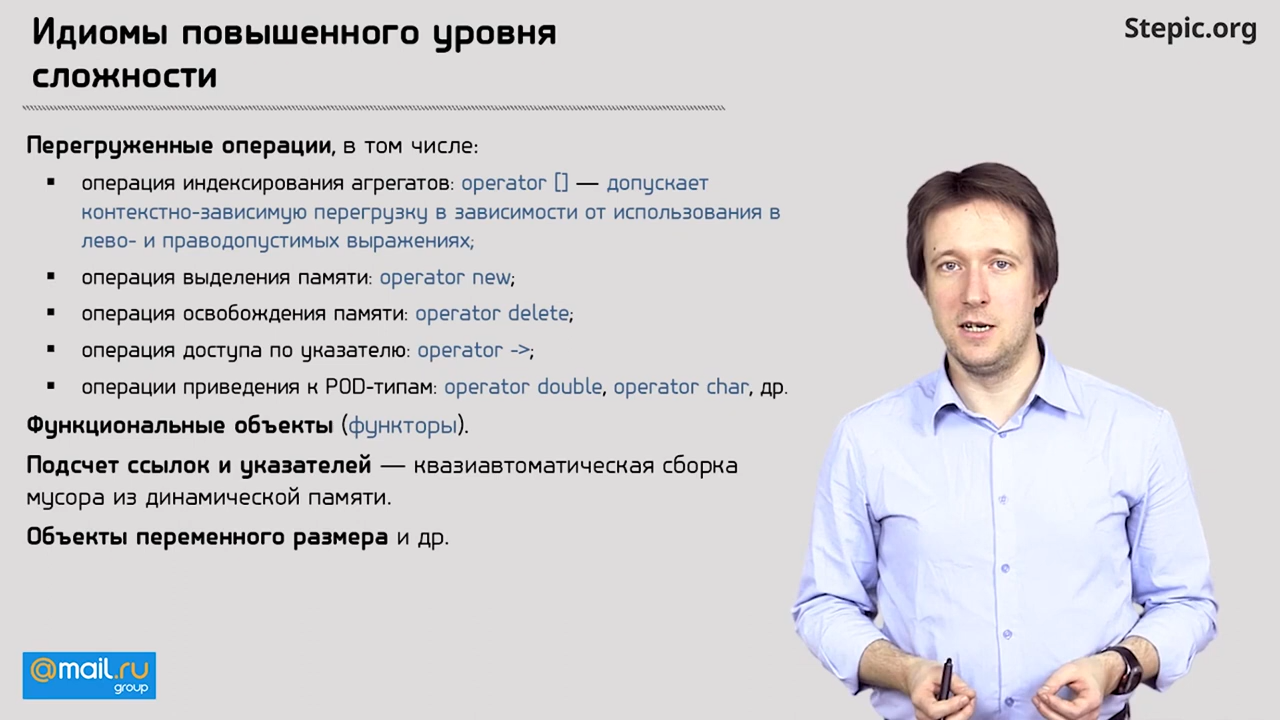 Идиомы повышенного уровня
сложности
Stepic.org
Перегруженные операции, в том числе:
▪ операция индексирования агрегатов: operator [] — допускает
контекстно-зависимую перегрузку в зависимости от использования в
лево- и праводопустимых выражениях;
▪ операция выделения памяти: operator new;
▪ операция освобождения памяти: operator delete;
▪ операция доступа по указателю: operator ->;
▪ операции приведения к POD-типам: operator double, operator char, др.
Функциональные объекты (функторы).
Подсчет ссылок и указателей — квазиавтоматическая сборка
мусора из динамической памяти.
Объекты переменного размера и др.
@mail.ru
group